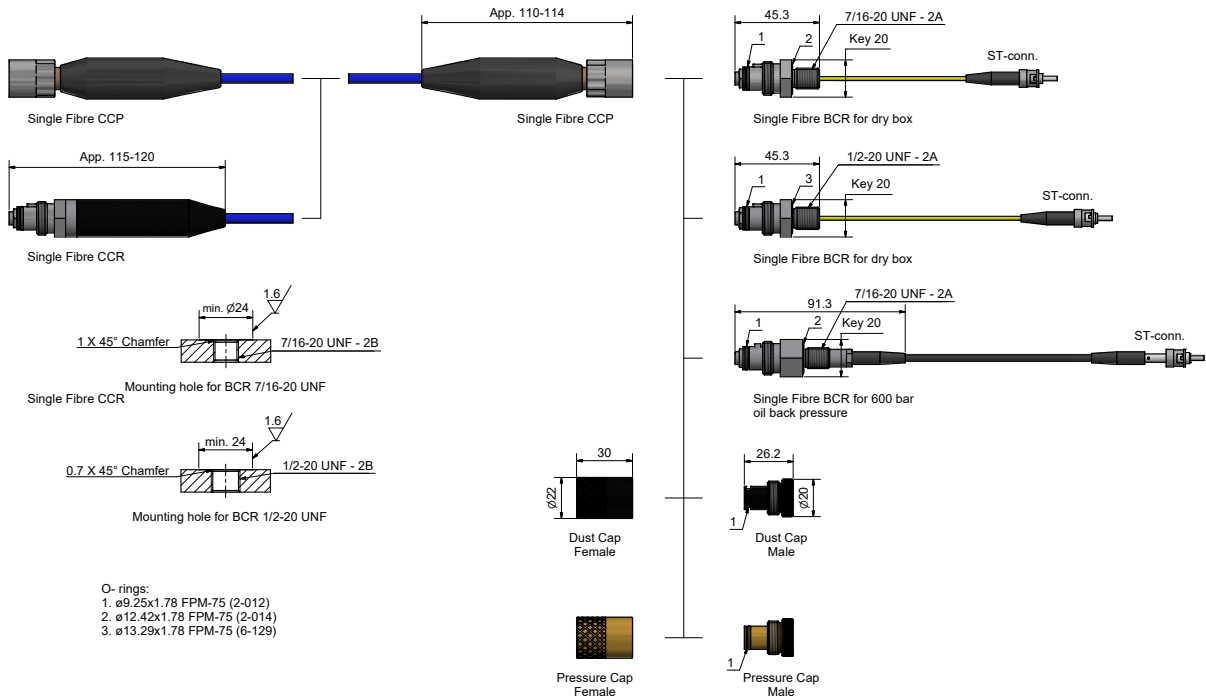 App. 110-114
Single Fibre CCP
Single Fibre CCP
App. 115-120
Single Fibre CCR
45.3
7/16-20 UNF - 2A
1
2
Key 20
ST-conn.
Single Fibre BCR for dry box
45.3
1/2-20 UNF - 2A
1
3
Key 20
ST-conn.
Single Fibre BCR for dry box
91.3
7/16-20 UNF - 2A
1
2
Key 20
ST-conn.
Single Fibre BCR for 600 bar
oil back pressure
1.6
min. Ø24
1 X 45° Chamfer
7/16-20 UNF - 2B
Mounting hole for BCR 7/16-20 UNF
Single Fibre CCR
1.6
min. 24
0.7 X 45° Chamfer
1/2-20 UNF - 2B
Mounting hole for BCR 1/2-20 UNF
30
Ø22
Dust Cap
Female
26.2
Ø20
1
Dust Cap
Male
O- rings:
1. ø9.25x1.78 FPM-75 (2-012)
2. ø12.42x1.78 FPM-75 (2-014)
3. ø13.29x1.78 FPM-75 (6-129)
Pressure Cap
Female
1
Pressure Cap
Male